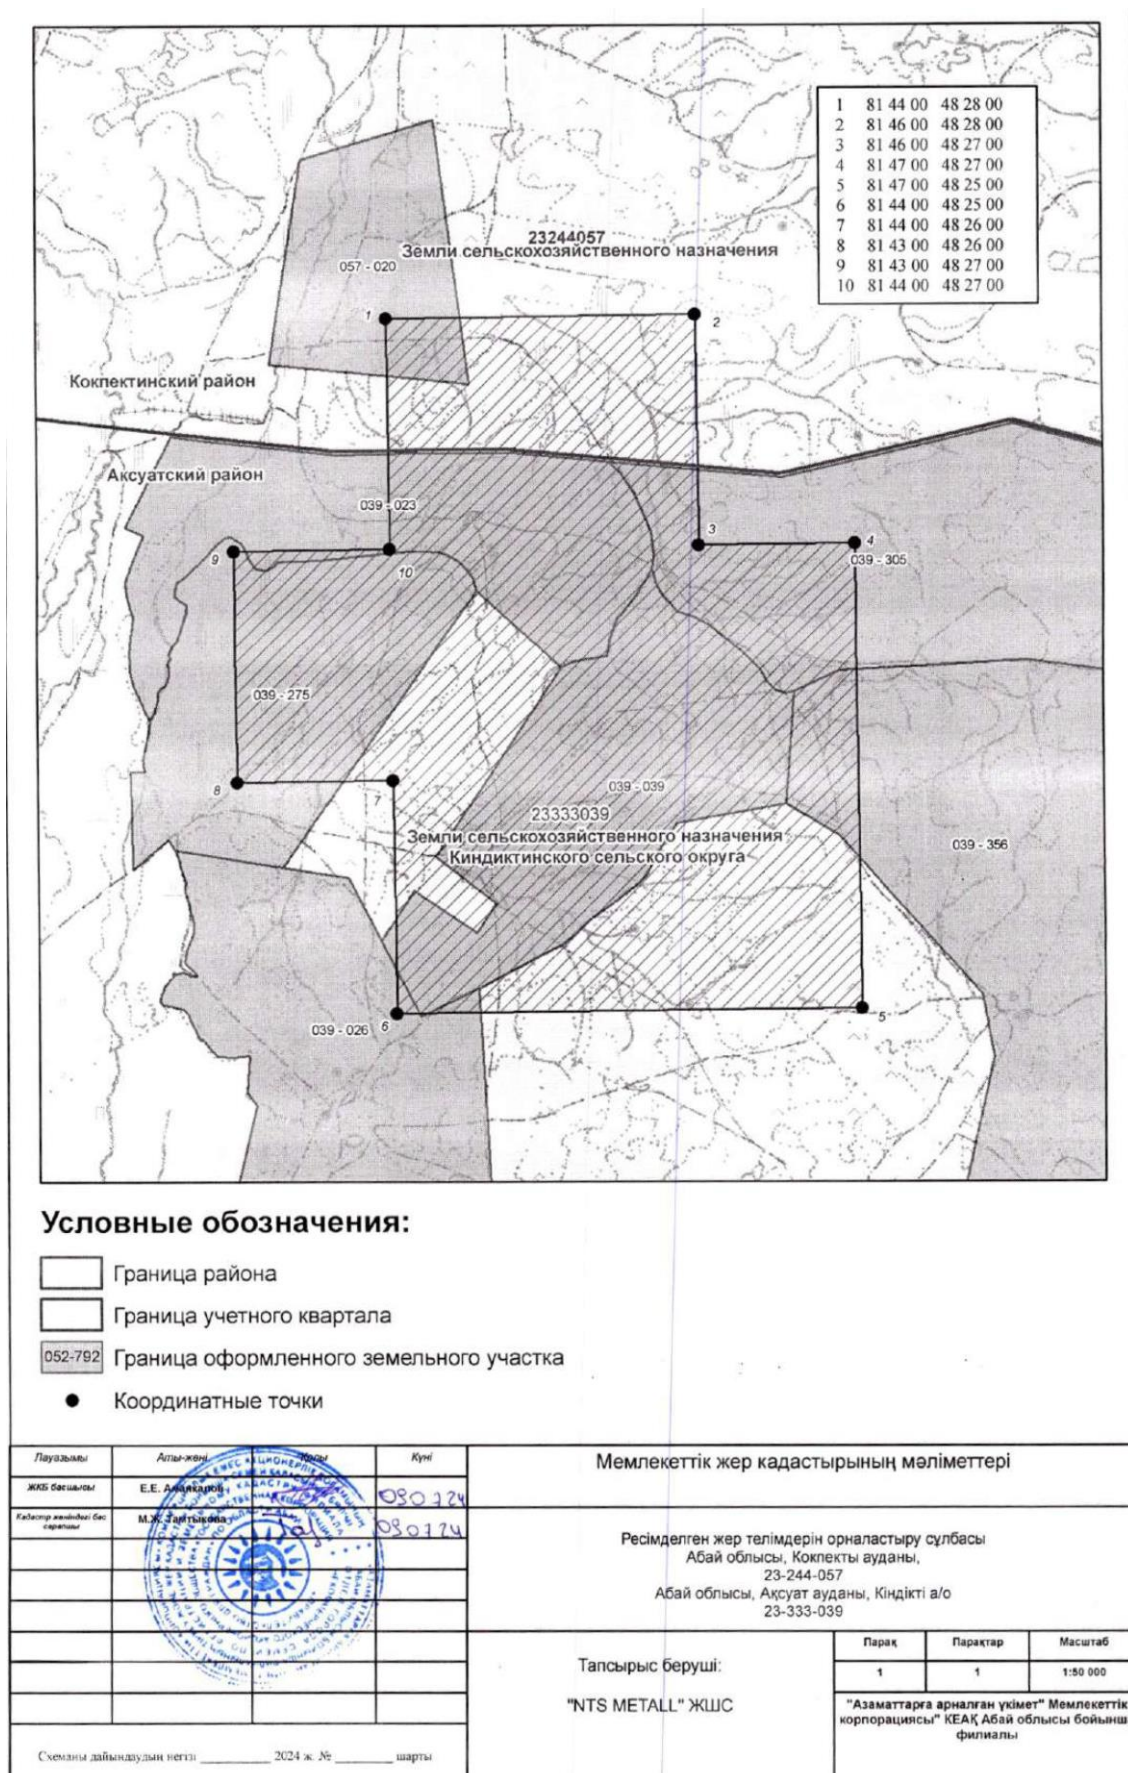 1 81 44 00 48 28 00
2 81 46 00 48 28 00
3 81 46 00 48 27 00
4 81 47 00 48 27 00
5 81 47 00 48 25 00
6 81 44 00 48 25 00
7 81 44 00 48 26 00
8 81 43 00 48 26 00
9 81 43 00 48 27 00
10 81 44 00 48 27 00
23244057
Земли сельскохозяйственного назначения
057 - 020
1
2
Кокпектинский район
Аксуатский район
039 - 023
3
4
9
10
039 - 305
039 - 275
8
7
039 - 039
23333039
Земли сельскохозяйственного назначения
Киндиктинского сельского округа
039 - 356
039 - 026
6
5
Условные обозначения:
Граница района
Граница учетного квартала
052-792 Граница оформленного земельного участка
Координатные точки
Лауазымы Аты-жөні Қолы Күні
ЖКБ басшысы Е.Е. 090724
Кадастр жөніндегі бас сарапшы М.Ж. Тамтыкова 090724
Мемлекеттік жер кадастырының мәліметтері
Ресімделген жер телімдерін орналастыру сұлбасы
Абай облысы, Кокпекты ауданы,
23-244-057
Абай облысы, Ақсуат ауданы, Кіндікті а/о
23-333-039
Тапсырыс беруші:
"NTS METALL" ЖШС
Парақ Парақтар Масштаб
1 1 1:50 000
"Азаматтарға арналған үкімет" Мемлекеттік
корпорациясы" КЕАҚ Абай облысы бойынш
филиалы
Схеманы дайындаудың негізі ____________ 2024 ж. № __________ шарты